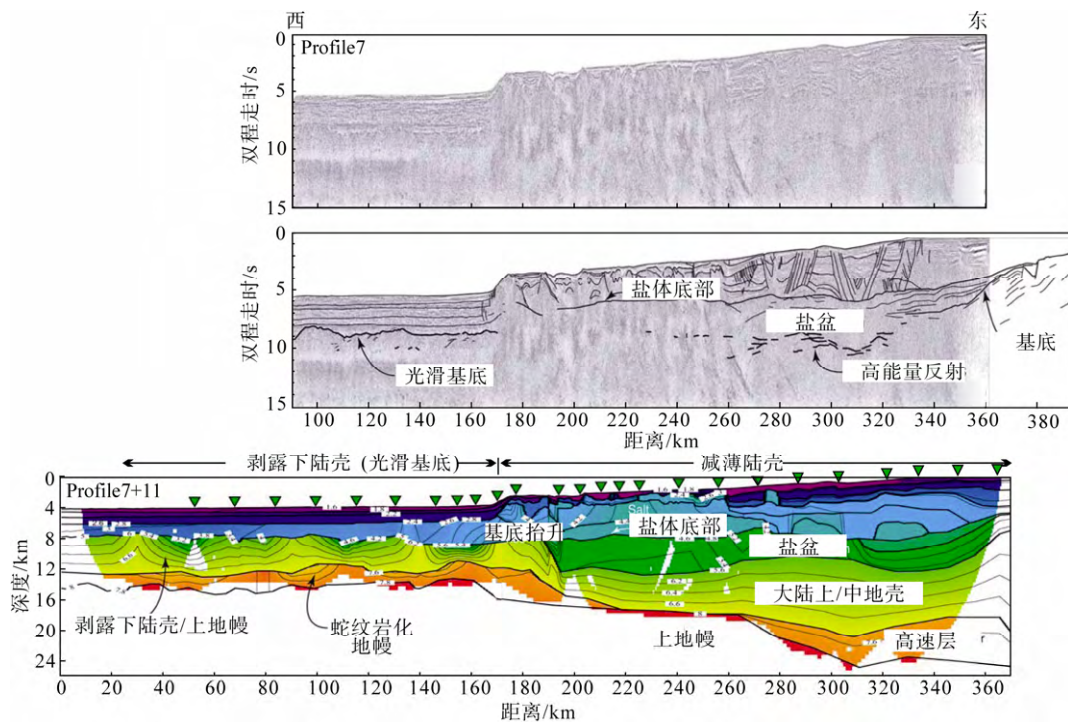 西 东
Profile7
0
5
10
15
双程走时/s
0
5
10
15
双程走时/s
盐体底部
盐盆
基底
光滑基底
高能量反射
100 120 140 160 180 200 220 240 260 280 300 320 340 360 380
距离/km
剥露下陆壳 (光滑基底) 减薄陆壳
Profile7+11
0
4
8
12
16
20
24
深度/km
Salt
基底抬升
盐体底部
盐盆
大陆上/中地壳
剥露下陆壳/上地幔
蛇纹岩化
地幔
上地幔
高速层
r
0 20 40 60 80 100 120 140 160 180 200 220 240 260 280 300 320 340 360
距离/km